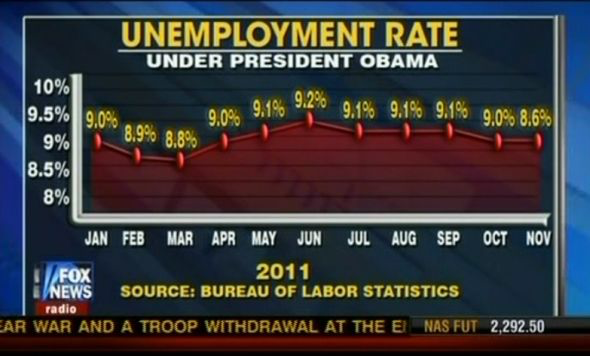 UNEMPLOYMENT RATE
UNDER PRESIDENT OBAMA
10%
9.5%
9%
8.5%
8%
9.0% 8.9% 8.8% 9.0% 9.1% 9.2% 9.1% 9.1% 9.1% 9.0% 8.6%
JAN FEB MAR APR MAY JUN JUL AUG SEP OCT NOV
2011
SOURCE: BUREAU OF LABOR STATISTICS
FOX
NEWS
radio
EAR WAR AND A TROOP WITHDRAWAL AT THE E NAS FUT 2,292.50